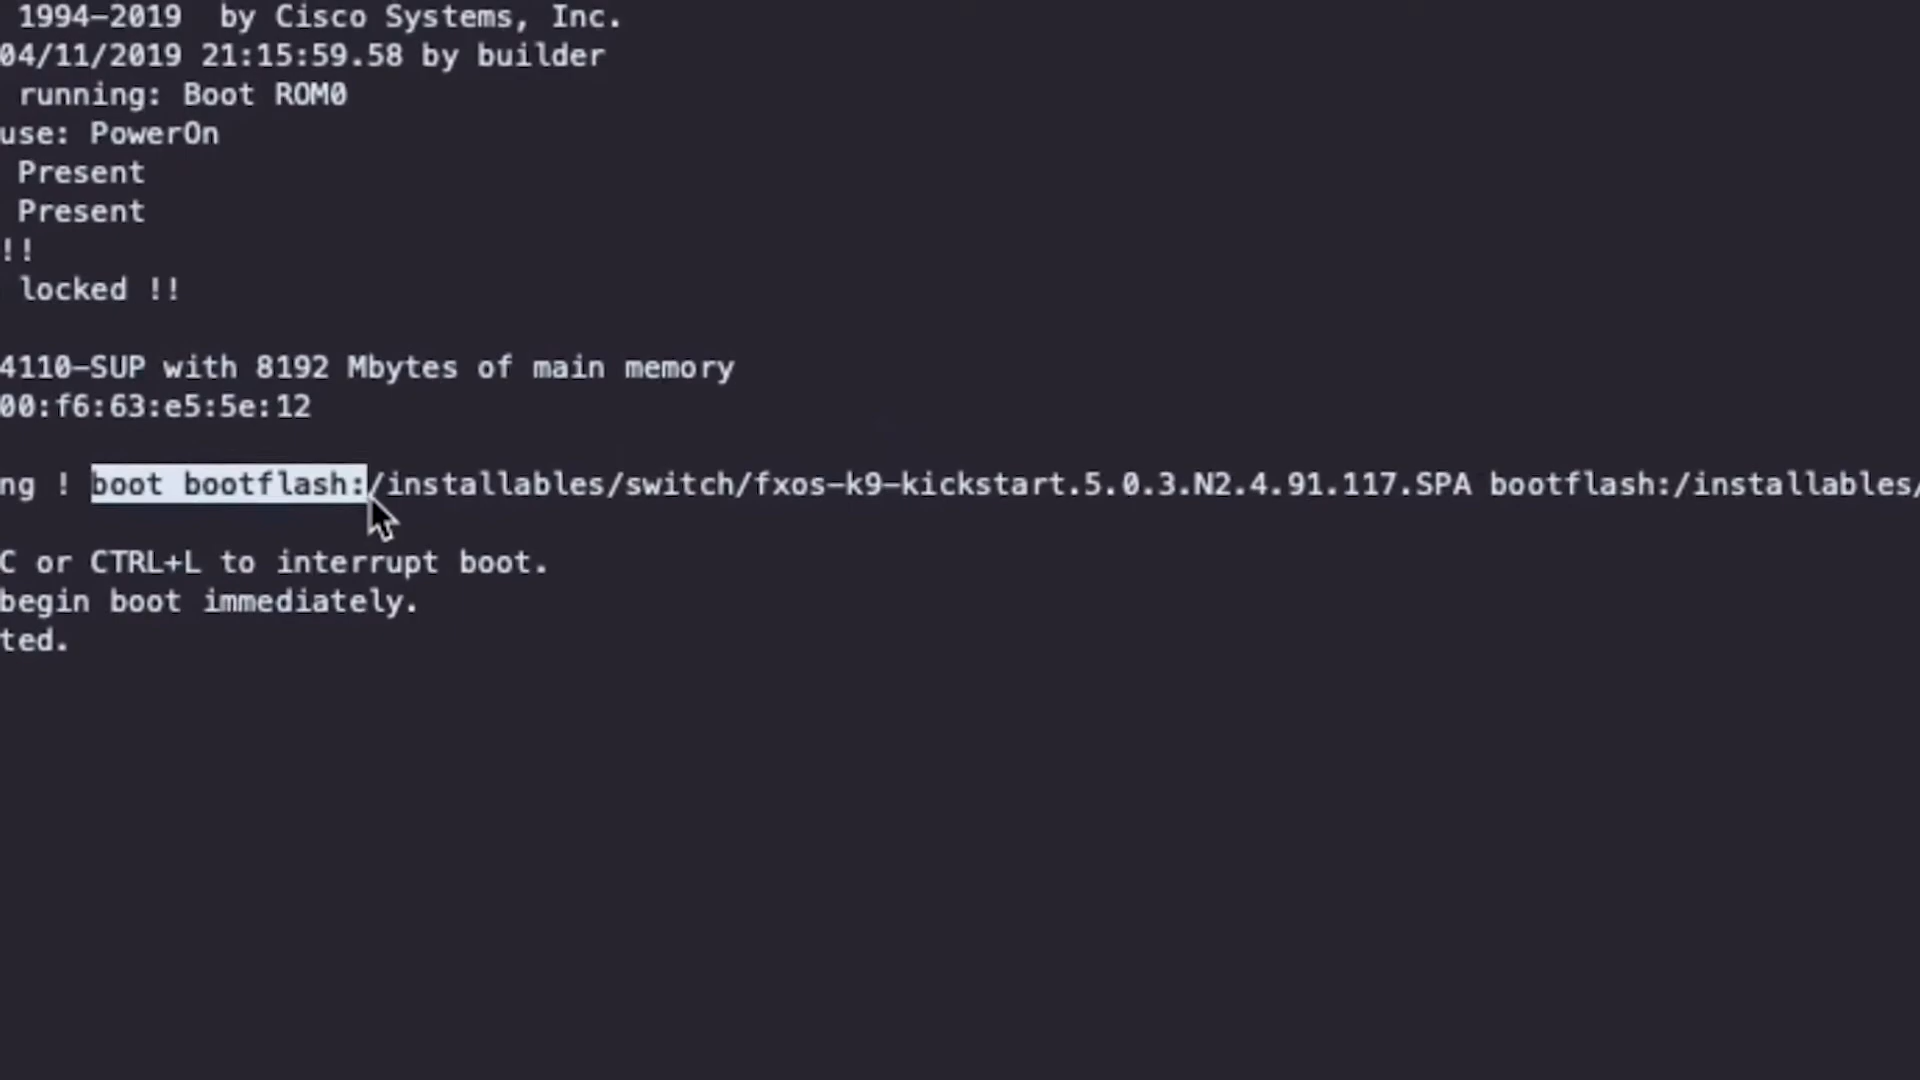 1994-2019  by Cisco Systems, Inc.
04/11/2019 21:15:59.58 by builder
running: Boot ROM0
use: PowerOn
Present
Present
!!
locked !!
4110-SUP with 8192 Mbytes of main memory
00:f6:63:e5:5e:12
ng ! boot bootflash:/installables/switch/fxos-k9-kickstart.5.0.3.N2.4.91.117.SPA bootflash:/installables/
C or CTRL+L to interrupt boot.
begin boot immediately.
ted.